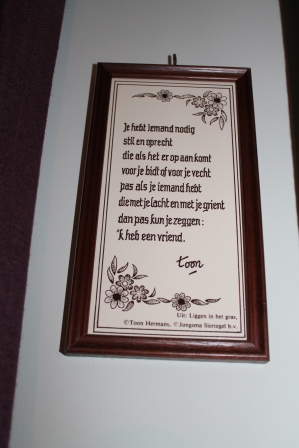 Je hebt iemand nodig
stil en oprecht
die als het er op aan komt
voor je bidt of voor je vecht
pas als je iemand hebt
die met je lacht en met je grient
dan pas kun je zeggen:
'k heb een vriend.
toon
Uit: Liggen in het gras.
©Toon Hermans, © Jongsma Siertegel b.v.